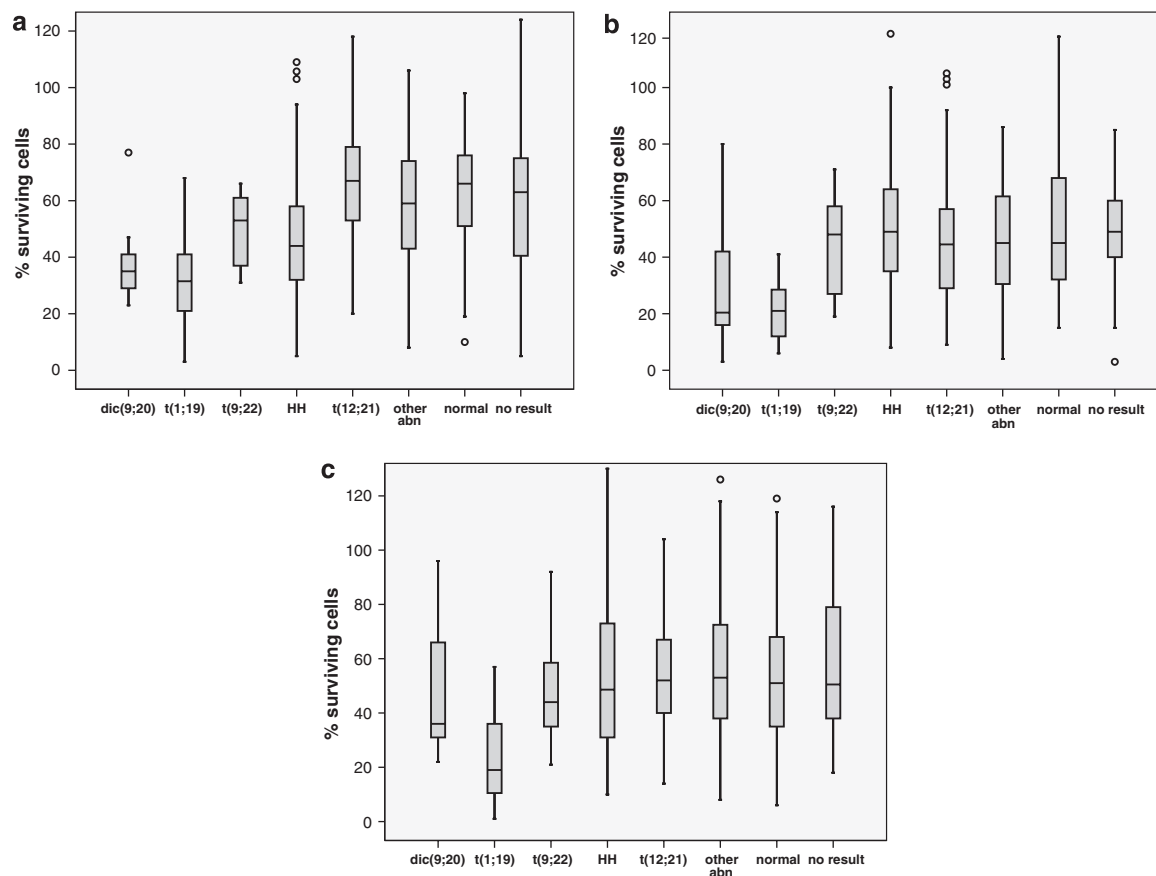 a
120
100
80
60
40
20
0
% surviving cells
dic(9;20) t(1;19) t(9;22) HH t(12;21) other abn normal no result
b
120
100
80
60
40
20
0
% surviving cells
dic(9;20) t(1;19) t(9;22) HH t(12;21) other abn normal no result
c
120
100
80
60
40
20
0
% surviving cells
dic(9;20) t(1;19) t(9;22) HH t(12;21) other abn normal no result